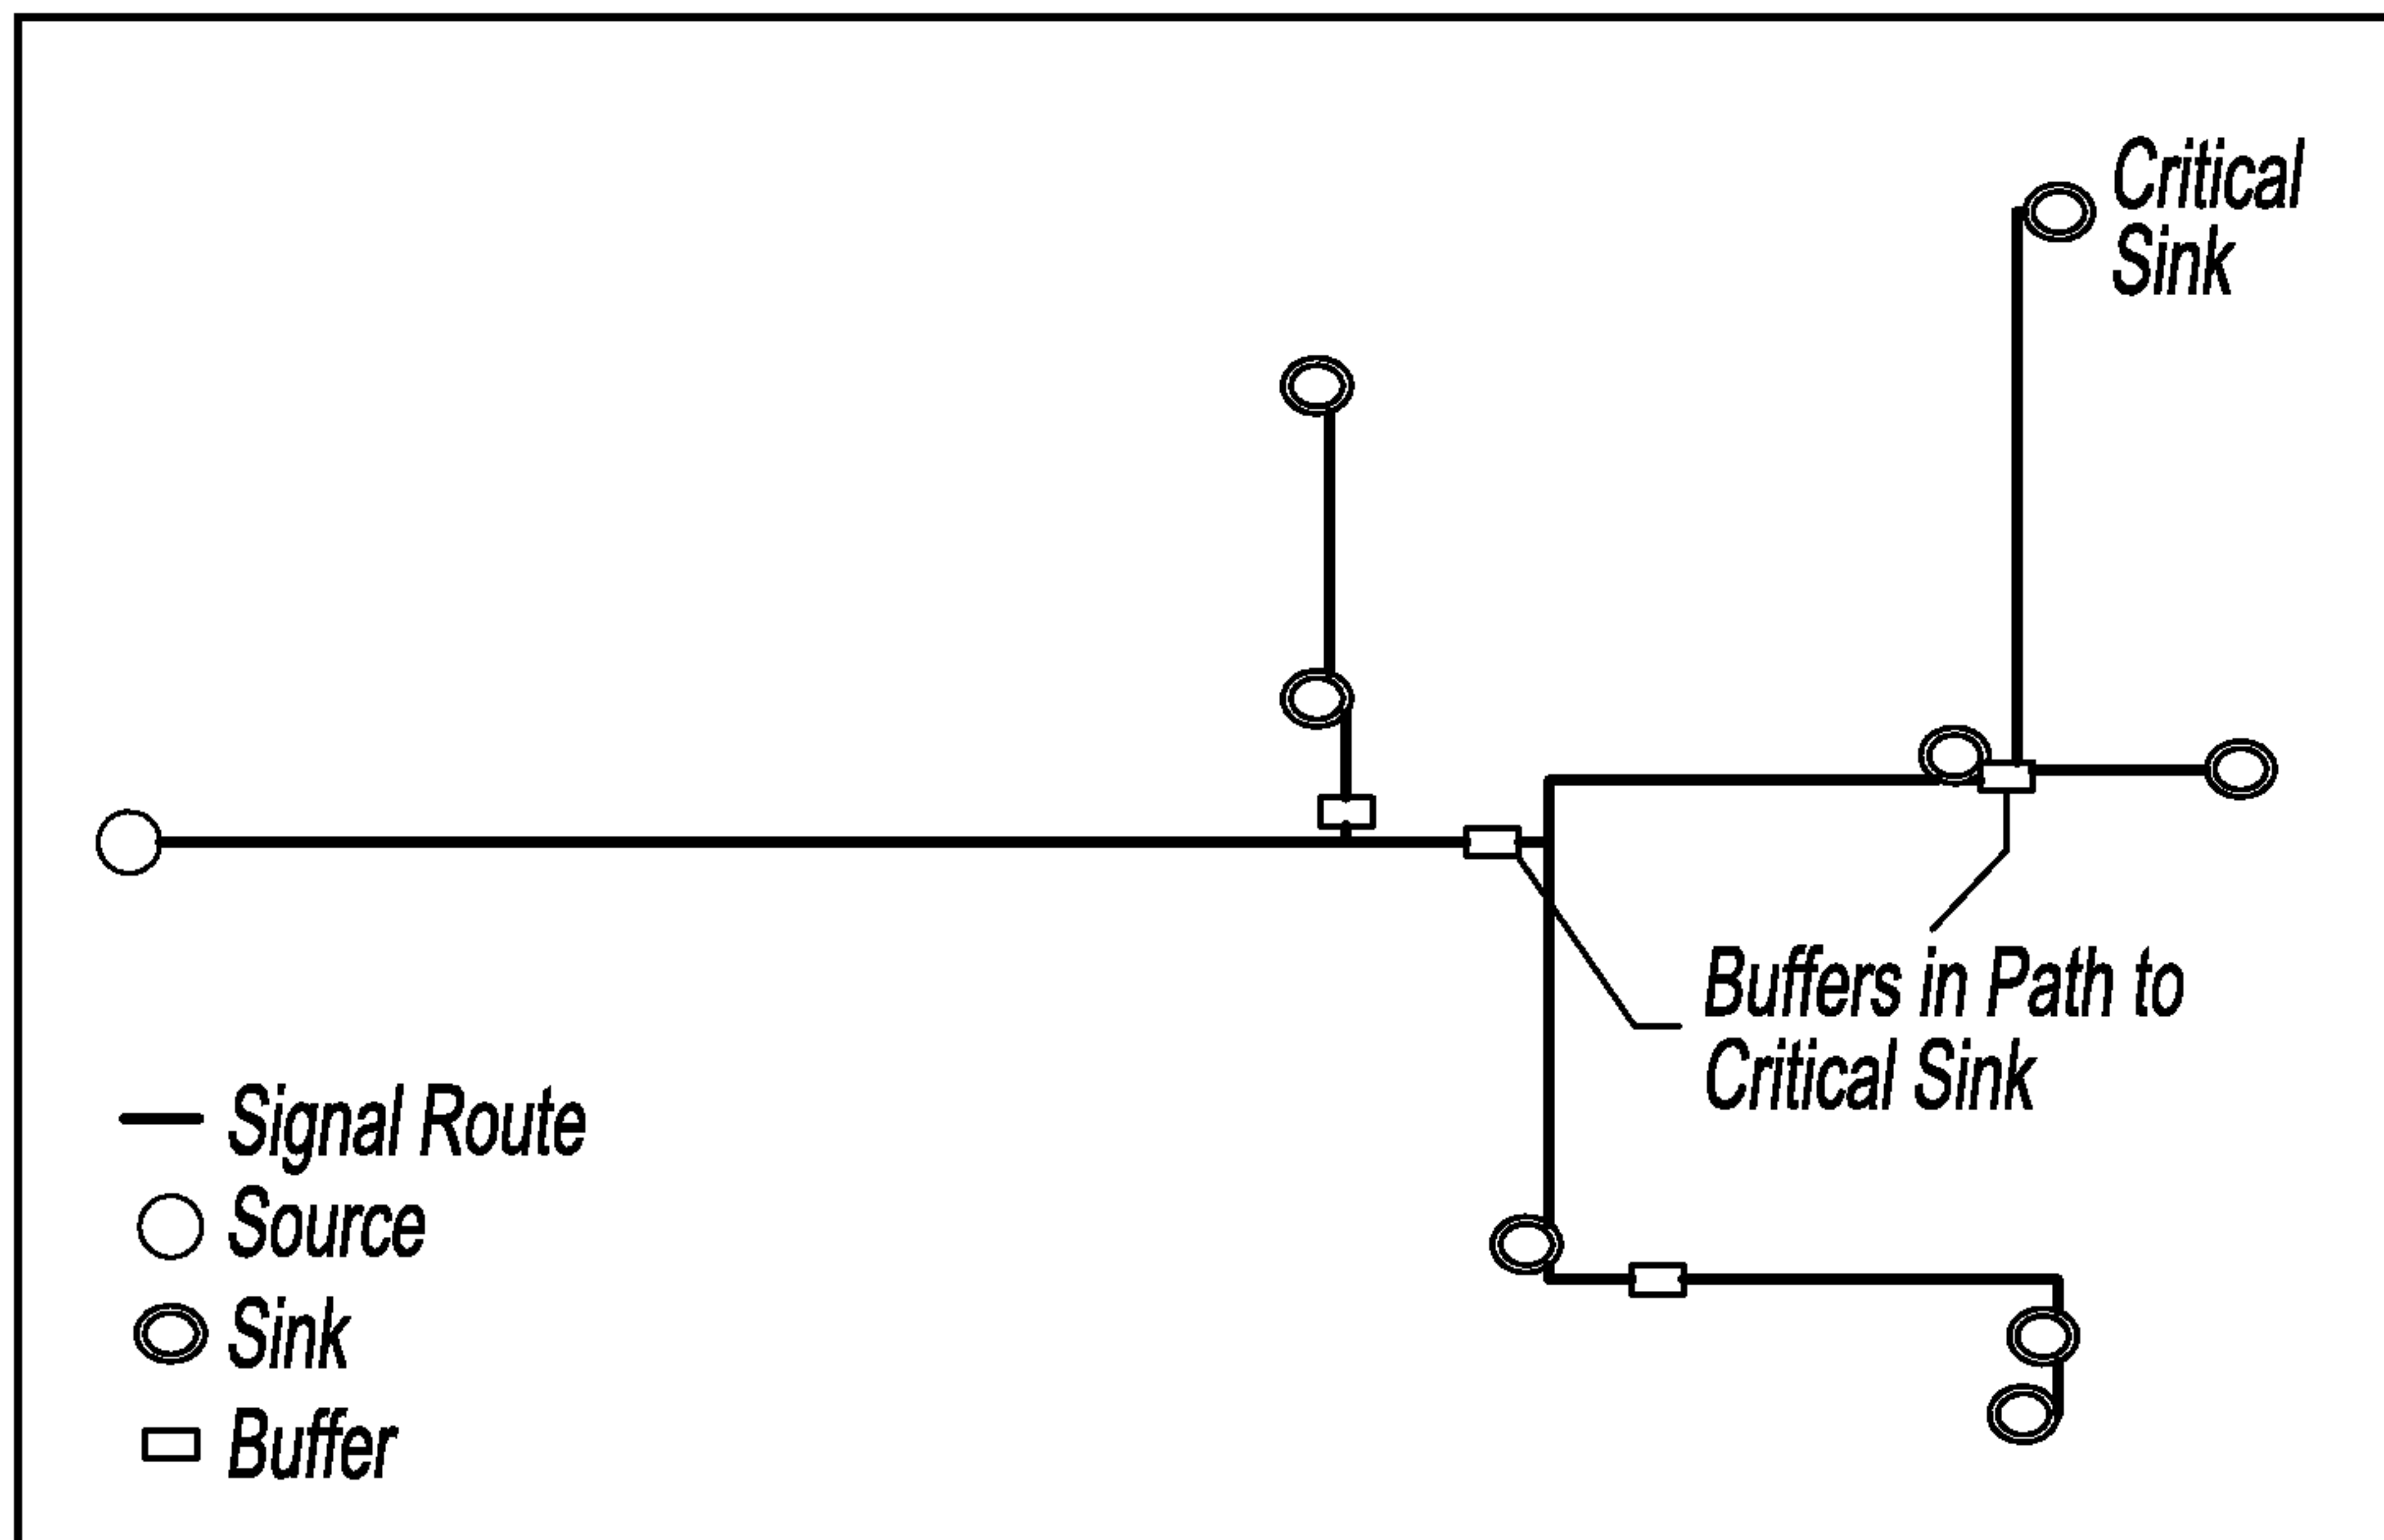 Critical
Sink
Buffers in Path to
Critical Sink
Signal Route
Source
Sink
Buffer